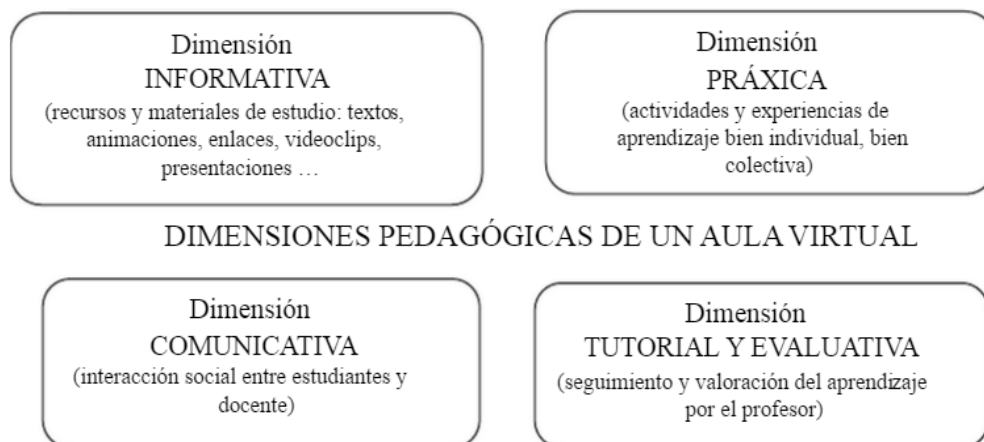 Dimensión
INFORMATIVA
(recursos y materiales de estudio: textos,
animaciones, enlaces, videoclips,
presentaciones …
Dimensión
PRÁXICA
(actividades y experiencias de
aprendizaje bien individual, bien
colectiva)
DIMENSIONES PEDAGÓGICAS DE UN AULA VIRTUAL
Dimensión
COMUNICATIVA
(interacción social entre estudiantes y
docente)
Dimensión
TUTORIAL Y EVALUATIVA
(seguimiento y valoración del aprendizaje
por el profesor)